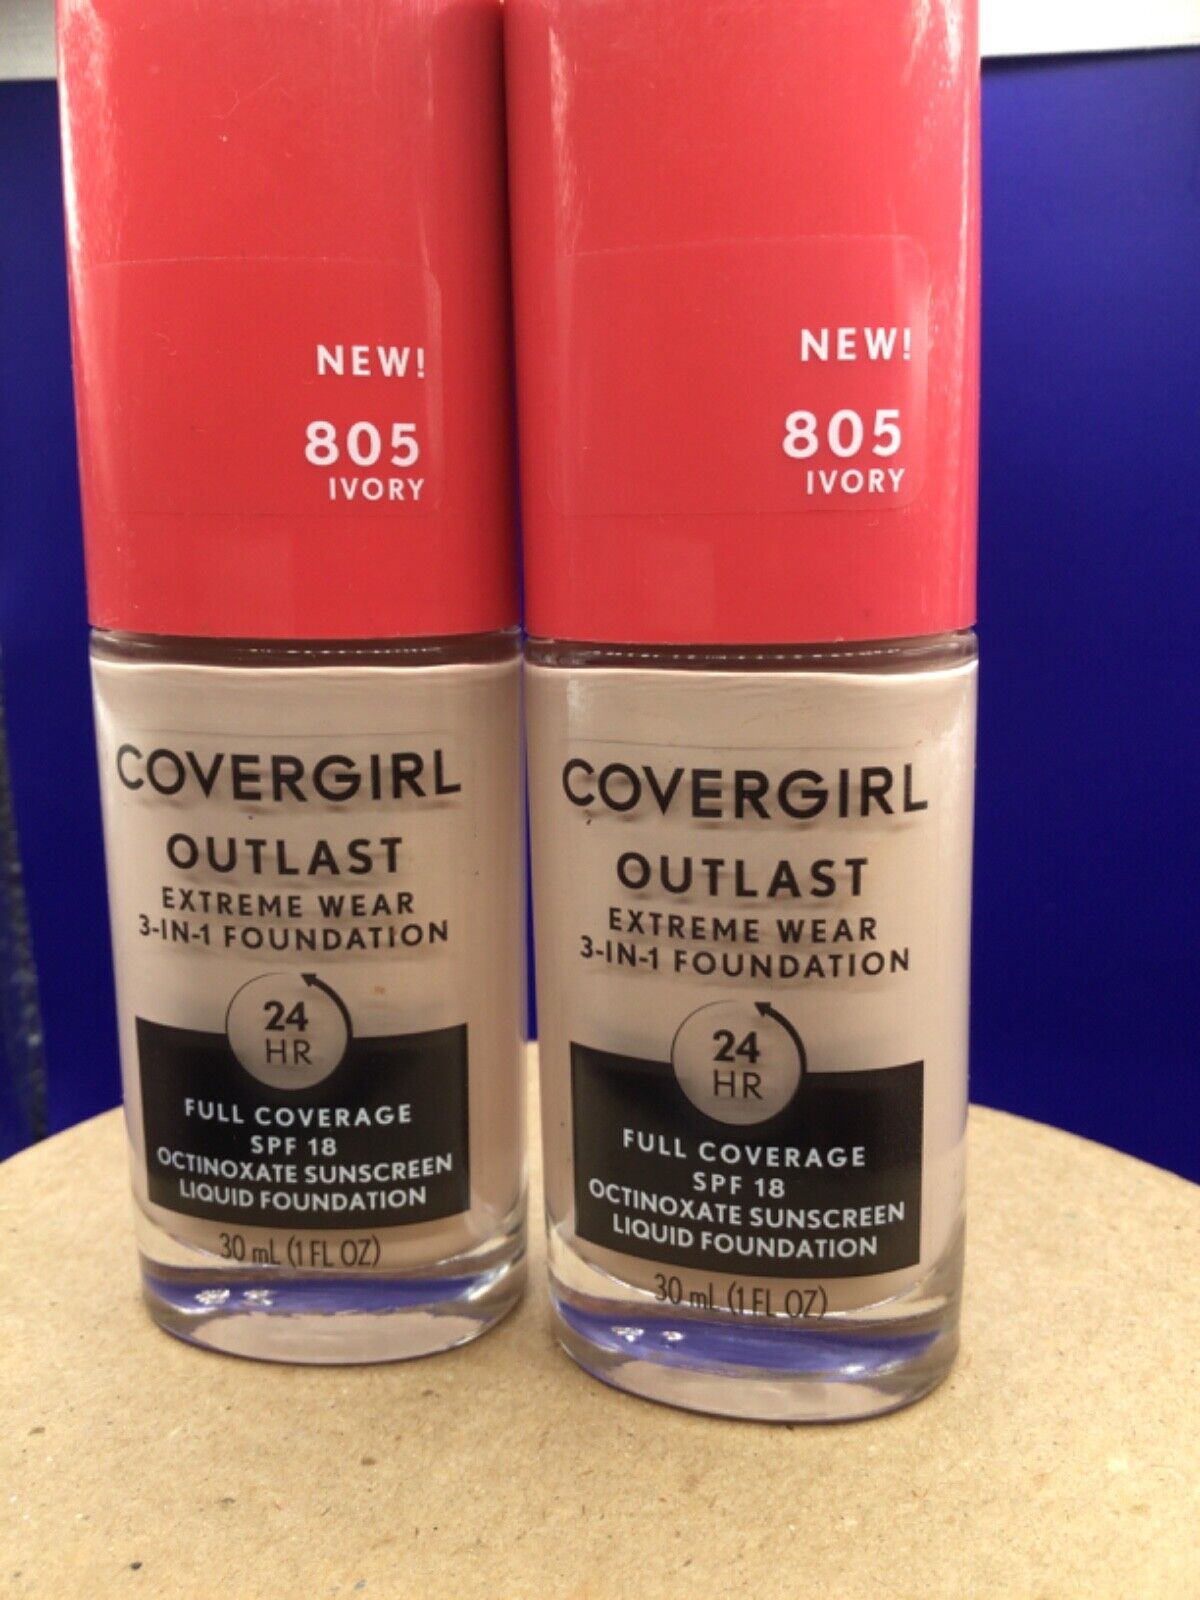 NEW!
805
IVORY
COVERGIRL
OUTLAST
EXTREME WEAR
3-IN-1 FOUNDATION
24
HR
FULL COVERAGE
SPF 18
OCTINOXATE SUNSCREEN
LIQUID FOUNDATION
30 mL (1 FL OZ)
NEW!
805
IVORY
COVERGIRL
OUTLAST
EXTREME WEAR
3-IN-1 FOUNDATION
24
HR
FULL COVERAGE
SPF 18
OCTINOXATE SUNSCREEN
LIQUID FOUNDATION
30 mL (1 FL OZ)